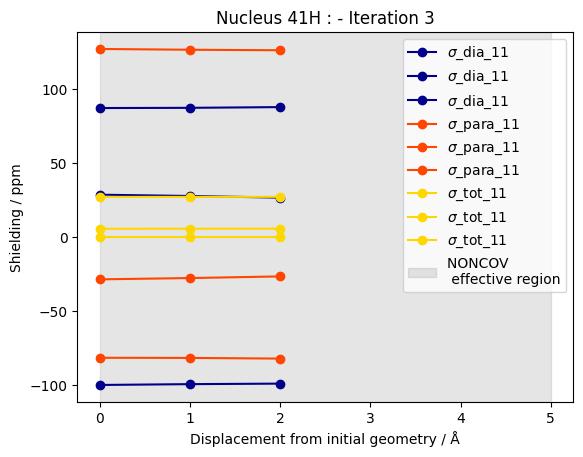 Nucleus 41H : - Iteration 3
Shielding / ppm
100
50
0
−50
−100
σ_dia_11
σ_dia_11
σ_dia_11
σ_para_11
σ_para_11
σ_para_11
σ_tot_11
σ_tot_11
σ_tot_11
NONCOV
effective region
0 1 2 3 4 5
Displacement from initial geometry / Å